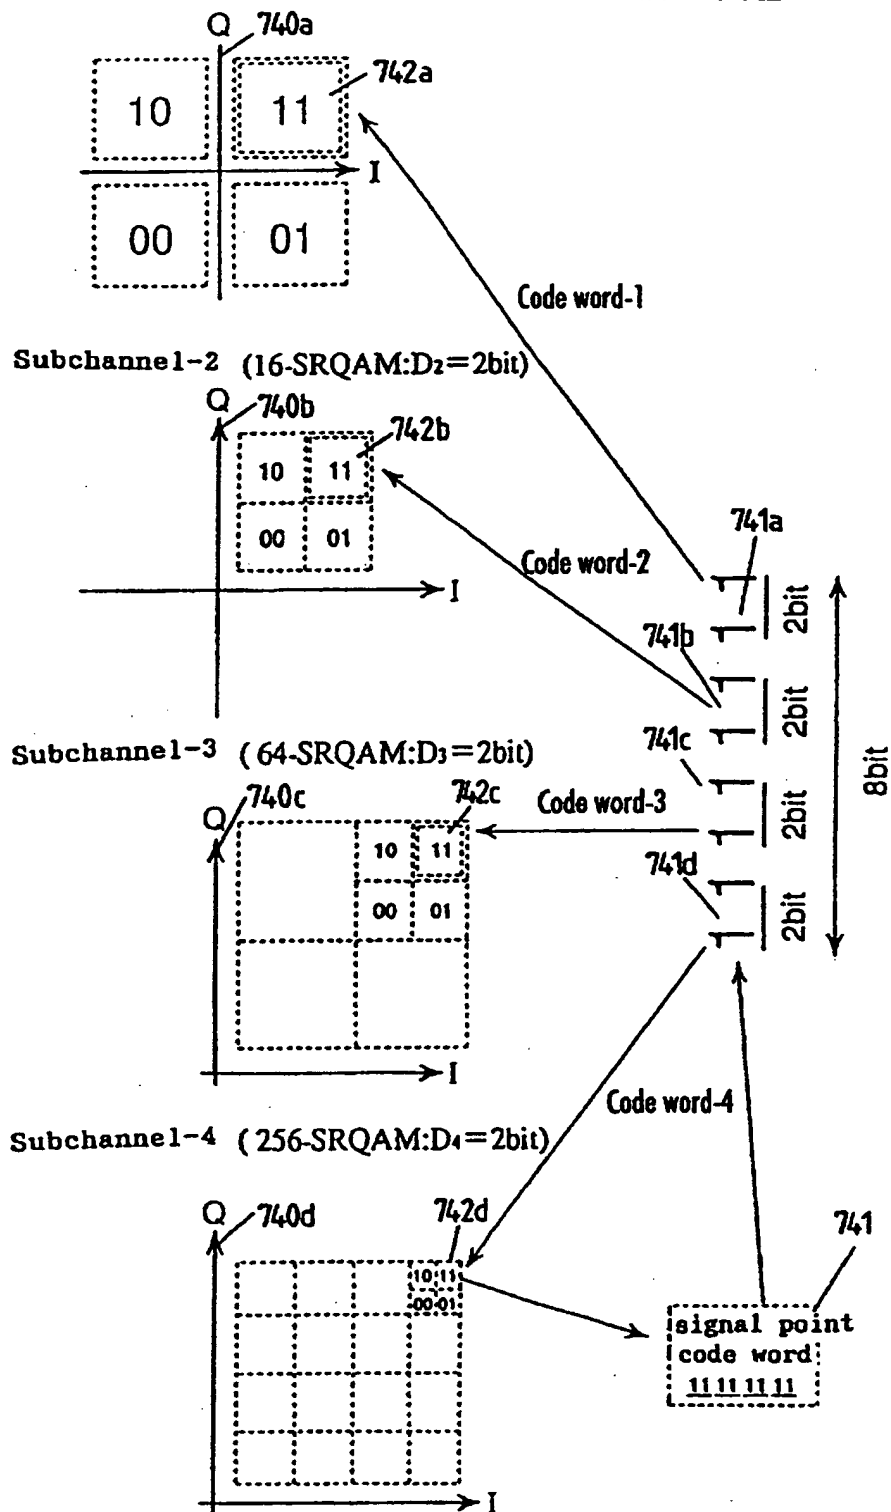 Q 740a
742a
10 11
I
00 01
Code word-1
Subchannel-2 (16-SRQAM:D2=2bit)
Q 740b
742b
10 11
00 01
I
Code word-2
741a
2bit
741b
2bit
Subchannel-3 (64-SRQAM:D3=2bit)
741c
8bit
Q 740c
742c
Code word-3
10 11
2bit
741d
00 01
2bit
I
Code word-4
Subchannel-4 (256-SRQAM:D4=2bit)
Q 740d
742d
741
10 11
00 01
signal point
code word
11 11 11 11
I